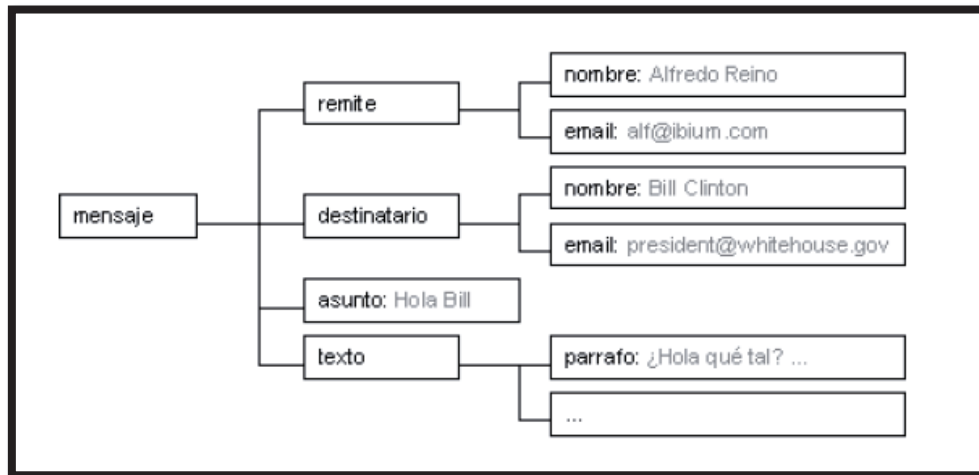 nombre: Alfredo Reino
remite
email: alf@ibium.com
nombre: Bill Clinton
mensaje
destinatario
email: president@whitehouse.gov
asunto: Hola Bill
texto
parrafo: ¿Hola qué tal? ...
...